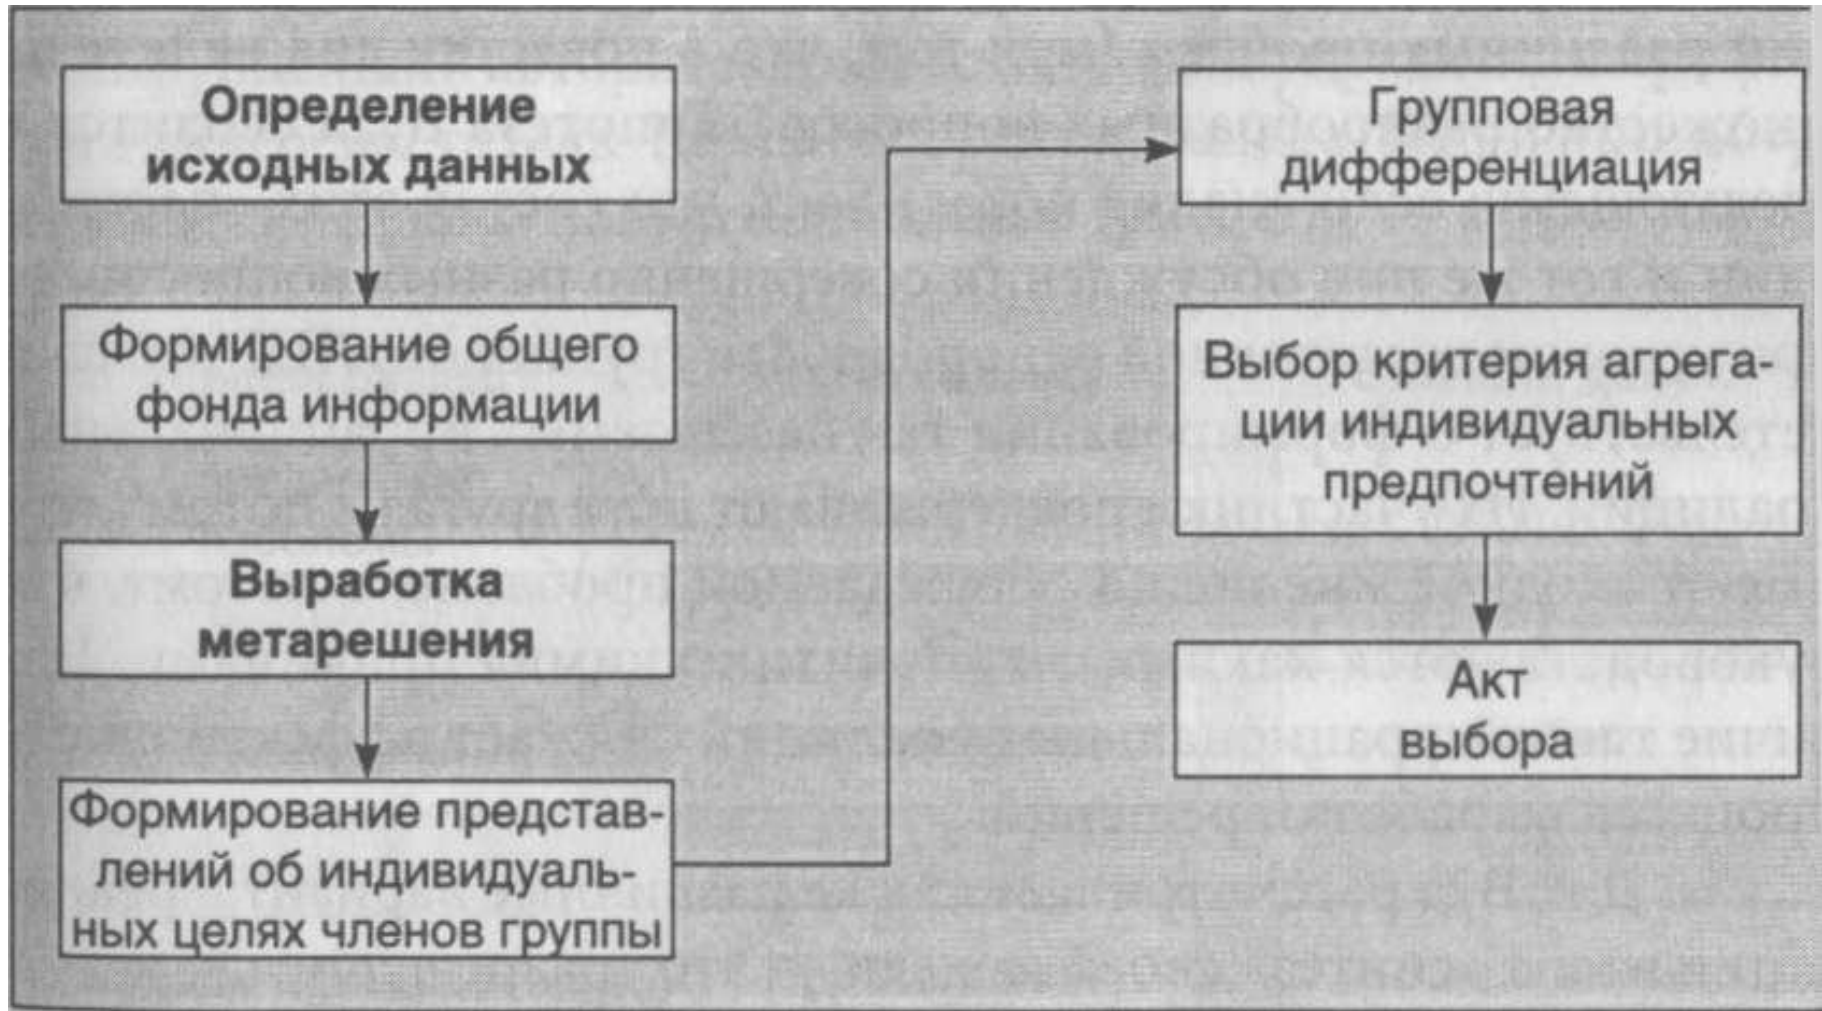 Определение
исходных данных
Формирование общего
фонда информации
Выработка
метарешения
Формирование представ-
лений об индивидуаль-
ных целях членов группы
Групповая
дифференциация
Выбор критерия агрега-
ции индивидуальных
предпочтений
Акт
выбора